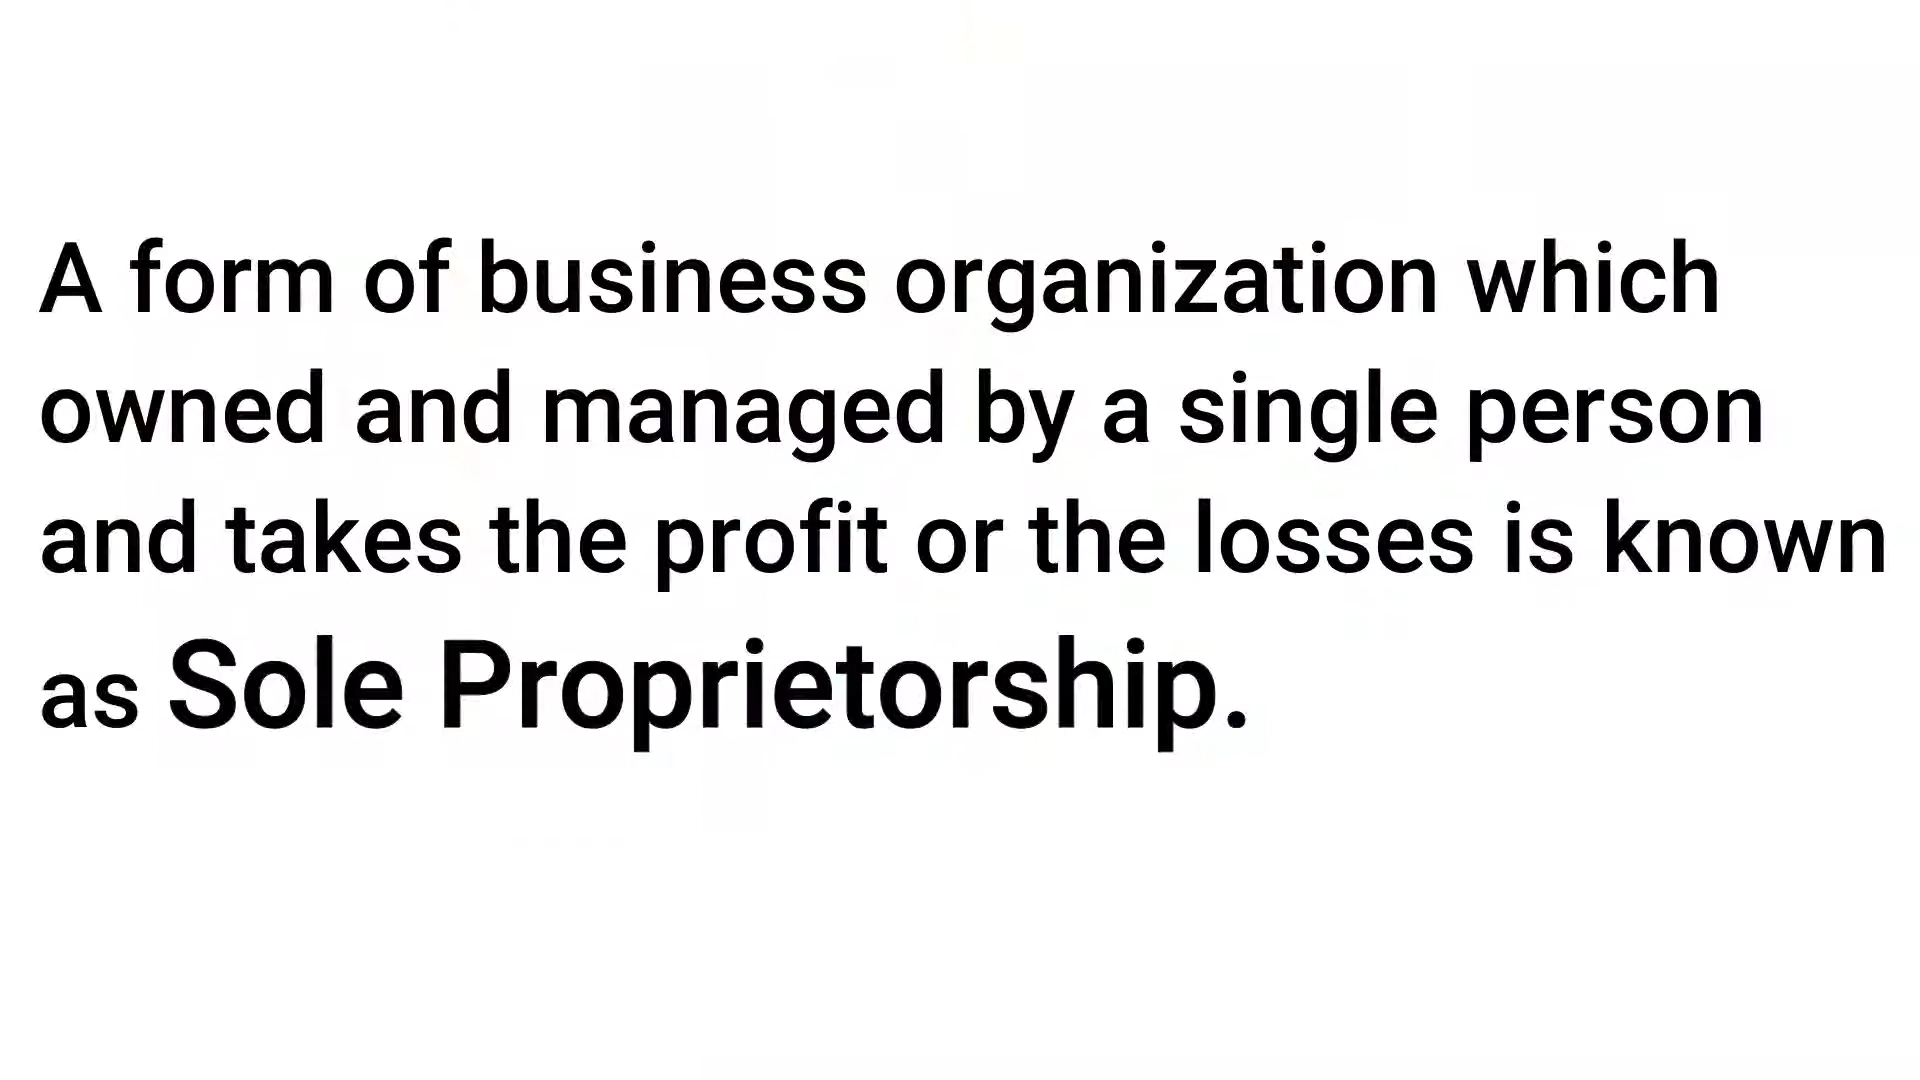 A form of business organization which
owned and managed by a single person
and takes the profit or the losses is known
as Sole Proprietorship.